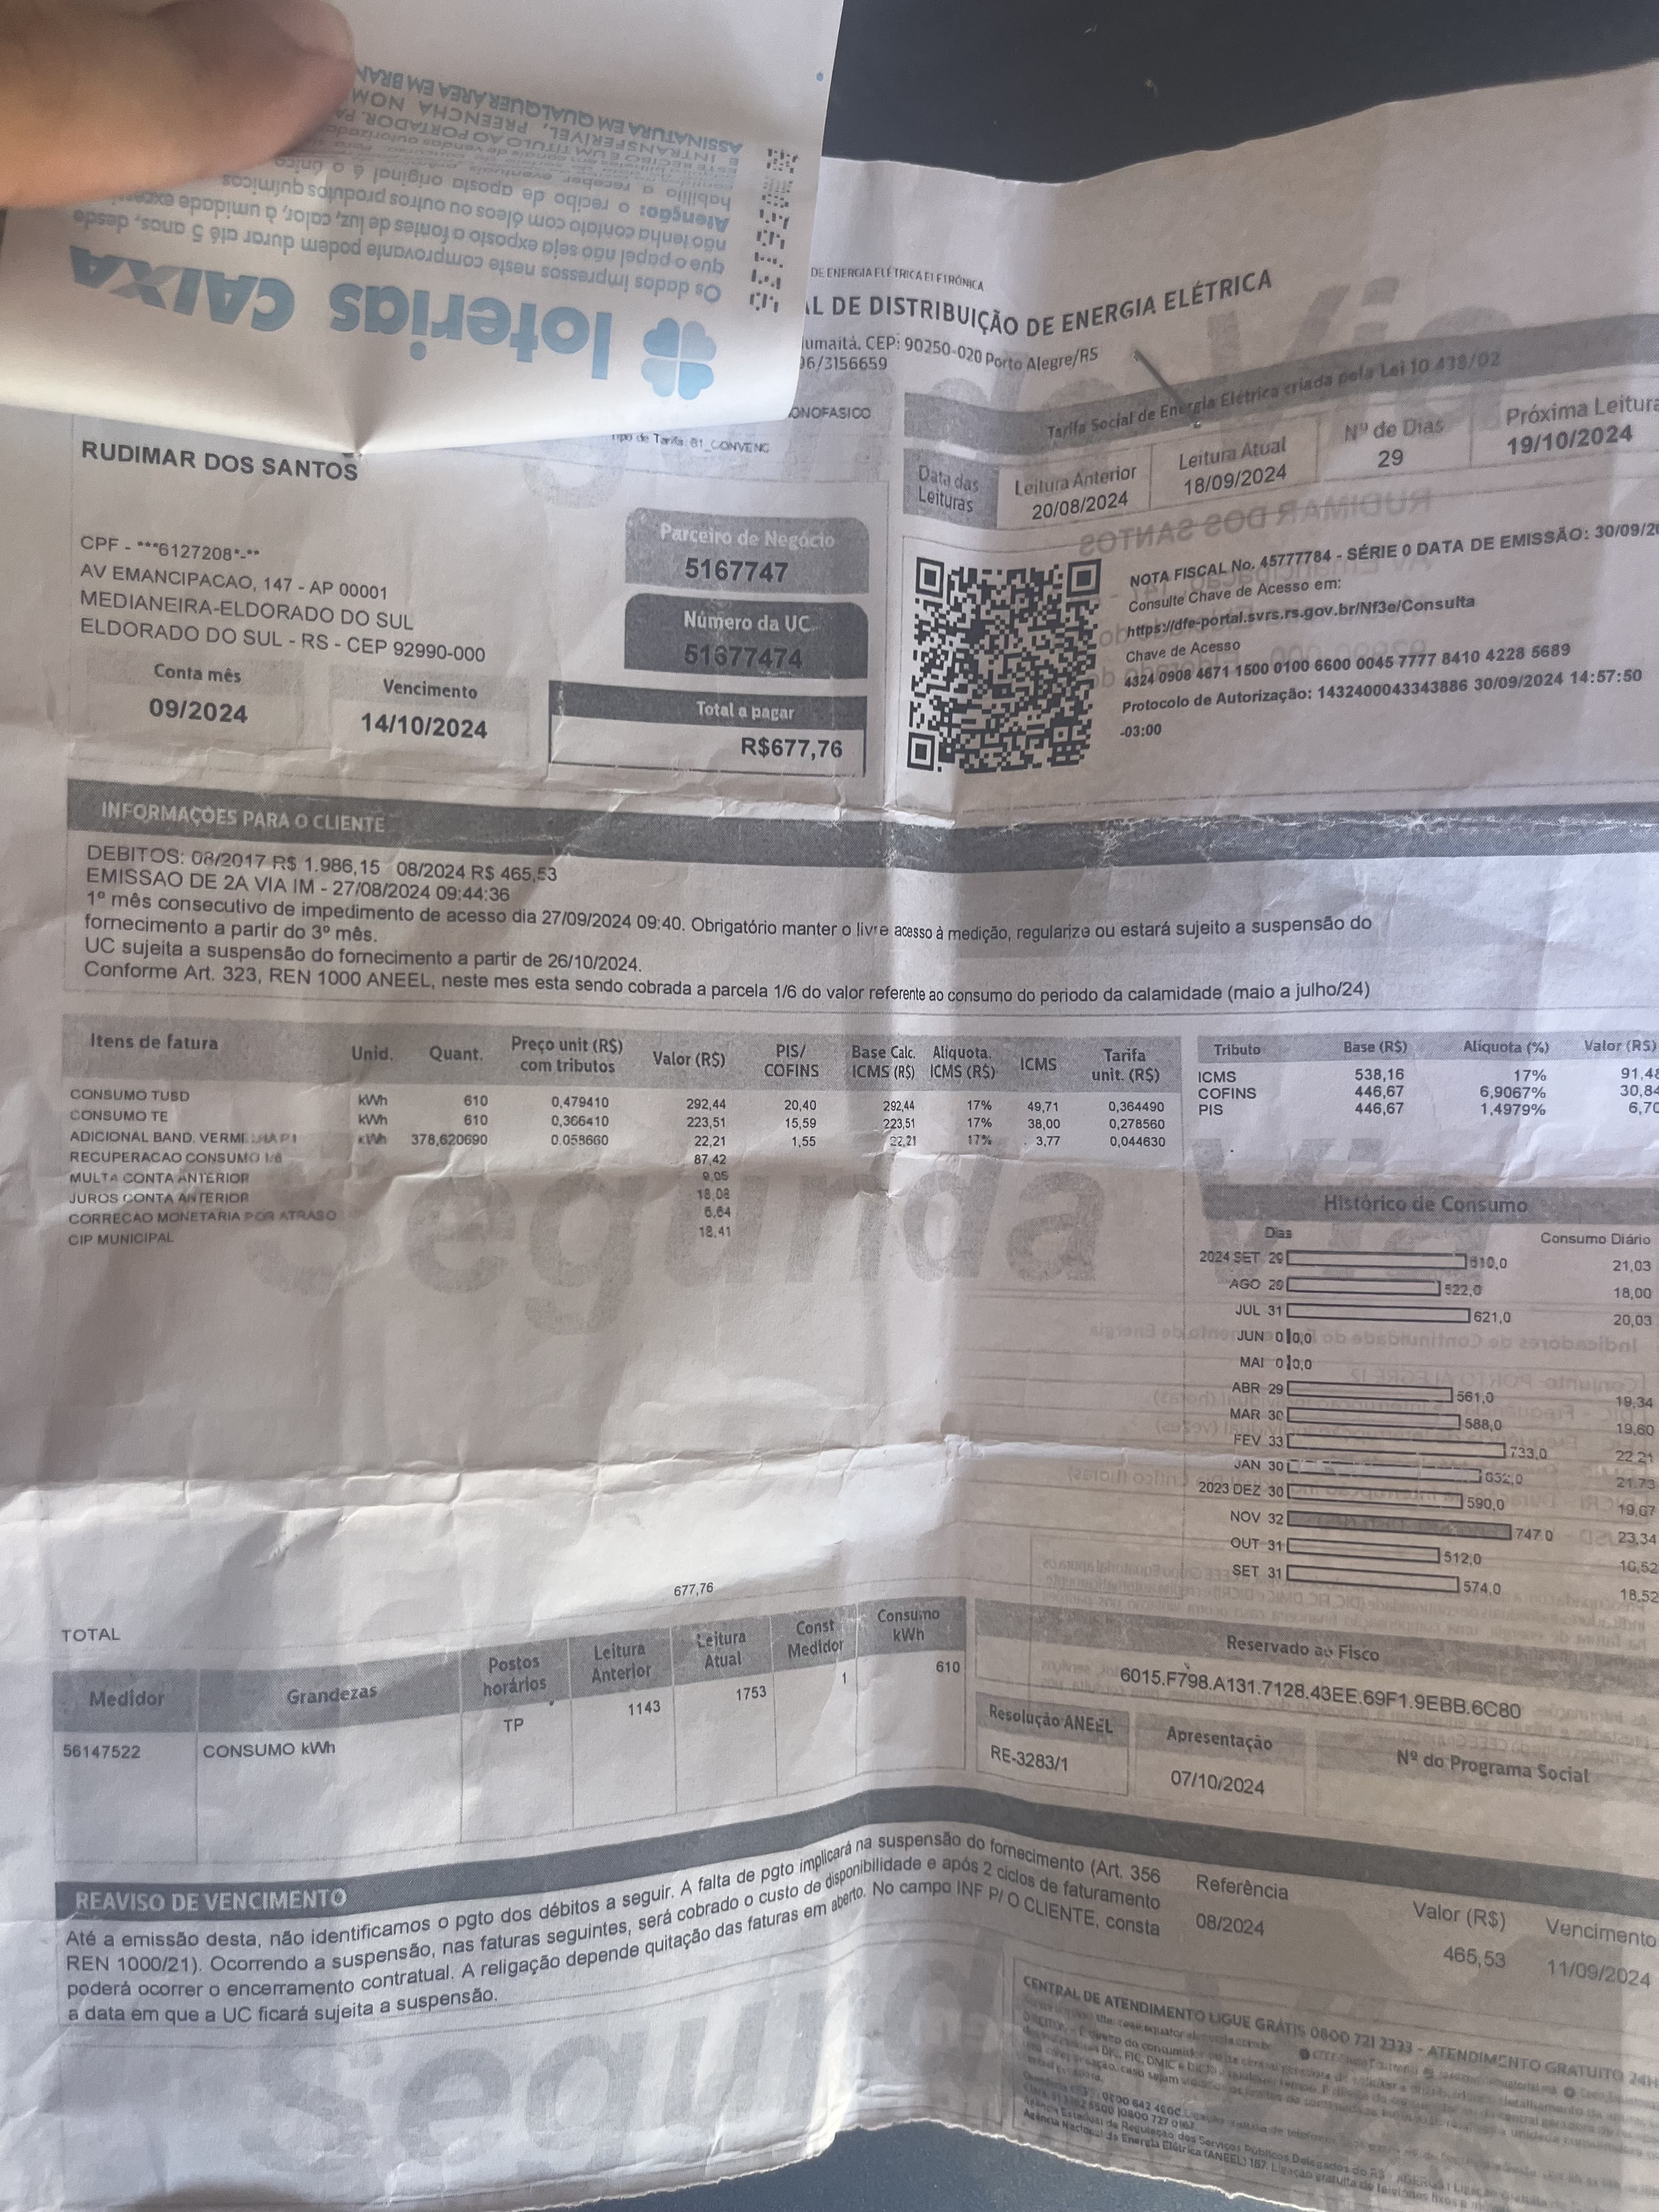 loterias CAIXA
Os dados impressos neste comprovante podem durar até 5 anos, desde
que o papel não seja exposto a fontes de luz, calor, à umidade
não tenha contato com óleos ou outros produtos químicos
Atenção: o recibo de aposta original é o único
habilita a receber
E INTRANSFERÍVEL, PREENCHA NOM
ASSINATURA EM QUALQUER ÁREA EM BRAN
DE ENERGIA ELÉTRICA ELETRÔNICA
AL DE DISTRIBUIÇÃO DE ENERGIA ELÉTRICA
umaitá, CEP: 90250-020 Porto Alegre/RS
06/3156659
ONOFASICO
Tipo de Tarifa: B1_CONVENC
Tarifa Social de Energia Elétrica criada pela Lei 10.438/02
Data das Leituras
Leitura Anterior 20/08/2024
Leitura Atual 18/09/2024
Nº de Dias 29
Próxima Leitura 19/10/2024
RUDIMAR DOS SANTOS
CPF - ***6127208*-**
AV EMANCIPACAO, 147 - AP 00001
MEDIANEIRA-ELDORADO DO SUL
ELDORADO DO SUL - RS - CEP 92990-000
Parceiro de Negócio
5167747
Número da UC
51677474
Conta mês
09/2024
Vencimento
14/10/2024
Total a pagar
R$677,76
NOTA FISCAL No. 45777784 - SÉRIE 0 DATA DE EMISSÃO: 30/09/20
Consulte Chave de Acesso em:
https://dfe-portal.svrs.rs.gov.br/Nf3e/Consulta
Chave de Acesso
4324 0908 4671 1500 0100 6600 0045 7777 8410 4228 5689
Protocolo de Autorização: 1432400043343886 30/09/2024 14:57:50
-03:00
INFORMAÇÕES PARA O CLIENTE
DEBITOS: 08/2017 R$ 1.986,15 08/2024 R$ 465,53
EMISSAO DE 2A VIA IM - 27/08/2024 09:44:36
1º mês consecutivo de impedimento de acesso dia 27/09/2024 09:40. Obrigatório manter o livre acesso à medição, regularize ou estará sujeito a suspensão do
fornecimento a partir do 3º mês.
UC sujeita a suspensão do fornecimento a partir de 26/10/2024.
Conforme Art. 323, REN 1000 ANEEL, neste mes esta sendo cobrada a parcela 1/6 do valor referente ao consumo do periodo da calamidade (maio a julho/24)
Itens de fatura Unid. Quant. Preço unit (R$) com tributos Valor (R$) PIS/ COFINS Base Calc. ICMS (R$) Alíquota. ICMS (R$) ICMS Tarifa unit. (R$)
CONSUMO TUSD kWh 610 0,479410 292,44 20,40 292,44 17% 49,71 0,364490
CONSUMO TE kWh 610 0,366410 223,51 15,59 223,51 17% 38,00 0,278560
ADICIONAL BAND. VERMELHA P1 kWh 378,620690 0,058660 22,21 1,55 22,21 17% 3,77 0,044630
RECUPERACAO CONSUMO 1/6 87,42
MULTA CONTA ANTERIOR 9,05
JUROS CONTA ANTERIOR 18,08
CORRECAO MONETARIA POR ATRASO 6,64
CIP MUNICIPAL 18,41
Tributo Base (R$) Alíquota (%) Valor (R$)
ICMS 538,16 17% 91,48
COFINS 446,67 6,9067% 30,84
PIS 446,67 1,4979% 6,70
Segunda Via
Histórico de Consumo
Dias Consumo Diário
2024 SET 29 610,0 21,03
AGO 29 522,0 18,00
JUL 31 621,0 20,03
JUN 0 0,0
MAI 0 0,0
ABR 29 561,0 19,34
MAR 30 588,0 19,60
FEV 33 733,0 22,21
JAN 30 652,0 21,73
2023 DEZ 30 590,0 19,67
NOV 32 747,0 23,34
OUT 31 512,0 16,52
SET 31 574,0 18,52
TOTAL 677,76
Medidor Grandezas Postos horários Leitura Anterior Leitura Atual Const Medidor Consumo kWh
56147522 CONSUMO kWh TP 1143 1753 1 610
Reservado ao Fisco
6015.F798.A131.7128.43EE.69F1.9EBB.6C80
Resolução ANEEL
RE-3283/1
Apresentação
07/10/2024
Nº do Programa Social
REAVISO DE VENCIMENTO
Até a emissão desta, não identificamos o pgto dos débitos a seguir. A falta de pgto implicará na suspensão do fornecimento (Art. 356
REN 1000/21). Ocorrendo a suspensão, nas faturas seguintes, será cobrado o custo de disponibilidade e após 2 ciclos de faturamento
poderá ocorrer o encerramento contratual. A religação depende quitação das faturas em aberto. No campo INF P/ O CLIENTE, consta
a data em que a UC ficará sujeita a suspensão.
Referência Valor (R$) Vencimento
08/2024 465,53 11/09/2024
CENTRAL DE ATENDIMENTO LIGUE GRÁTIS 0800 721 2333 - ATENDIMENTO GRATUITO 24H
Agência Estadual de Regulação dos Serviços Públicos Delegados do RS
Agência Nacional de Energia Elétrica (ANEEL) 167. Ligação gratuita de telefones fixos
Segund